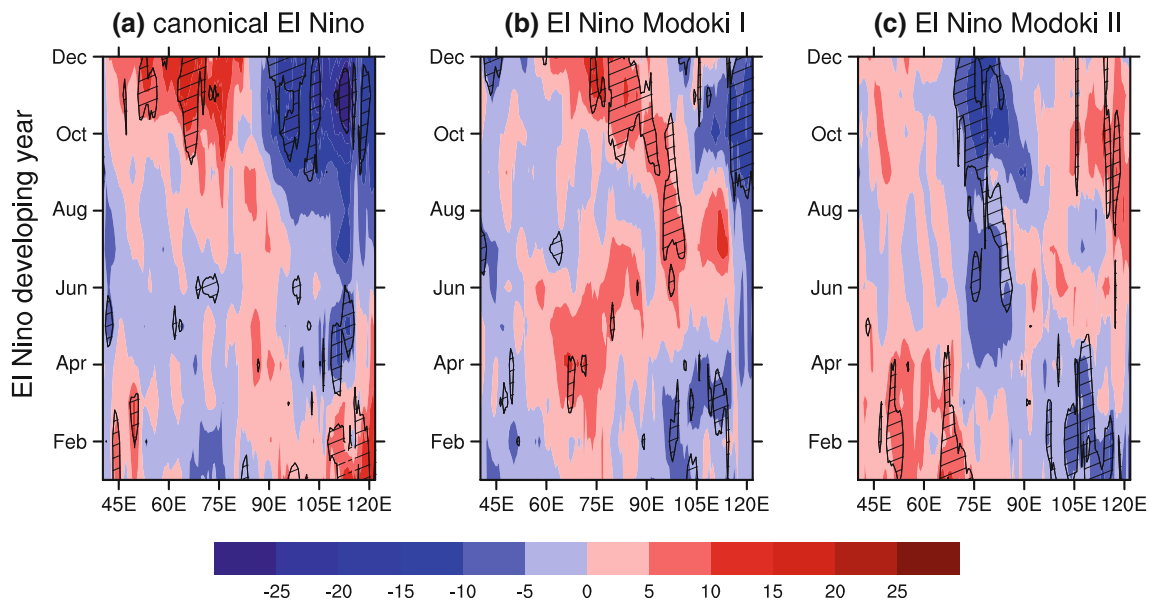 (a) canonical El Nino
(b) El Nino Modoki I
(c) El Nino Modoki II
El Nino developing year
Dec
Oct
Aug
Jun
Apr
Feb
45E 60E 75E 90E 105E 120E
Dec
Oct
Aug
Jun
Apr
Feb
45E 60E 75E 90E 105E 120E
Dec
Oct
Aug
Jun
Apr
Feb
45E 60E 75E 90E 105E 120E
-25 -20 -15 -10 -5 0 5 10 15 20 25